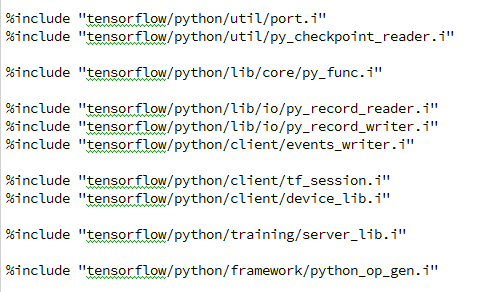 %include "tensorflow/python/util/port.i"
%include "tensorflow/python/util/py_checkpoint_reader.i"
%include "tensorflow/python/lib/core/py_func.i"
%include "tensorflow/python/lib/io/py_record_reader.i"
%include "tensorflow/python/lib/io/py_record_writer.i"
%include "tensorflow/python/client/events_writer.i"
%include "tensorflow/python/client/tf_session.i"
%include "tensorflow/python/client/device_lib.i"
%include "tensorflow/python/training/server_lib.i"
%include "tensorflow/python/framework/python_op_gen.i"